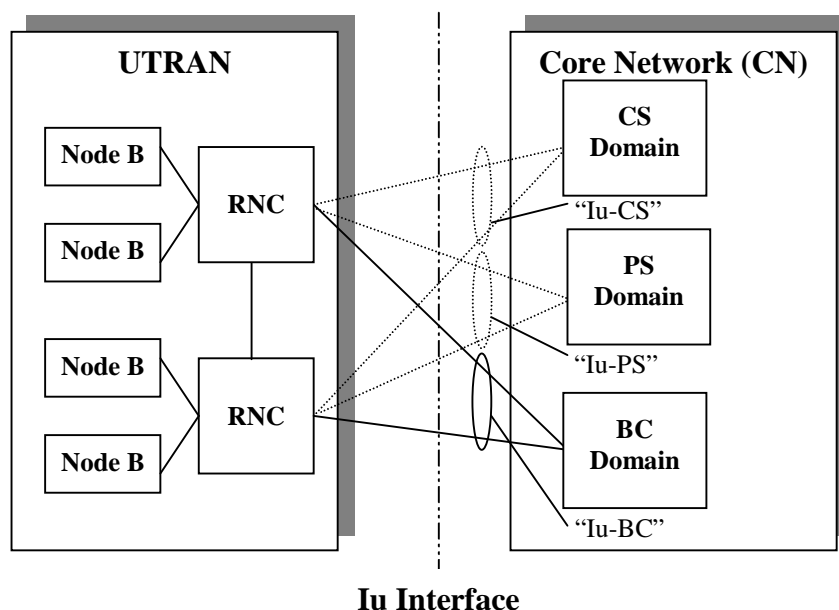 UTRAN
Node B
Node B
RNC
Node B
Node B
RNC
Core Network (CN)
CS
Domain
“Iu-CS”
PS
Domain
“Iu-PS”
BC
Domain
“Iu-BC”
Iu Interface